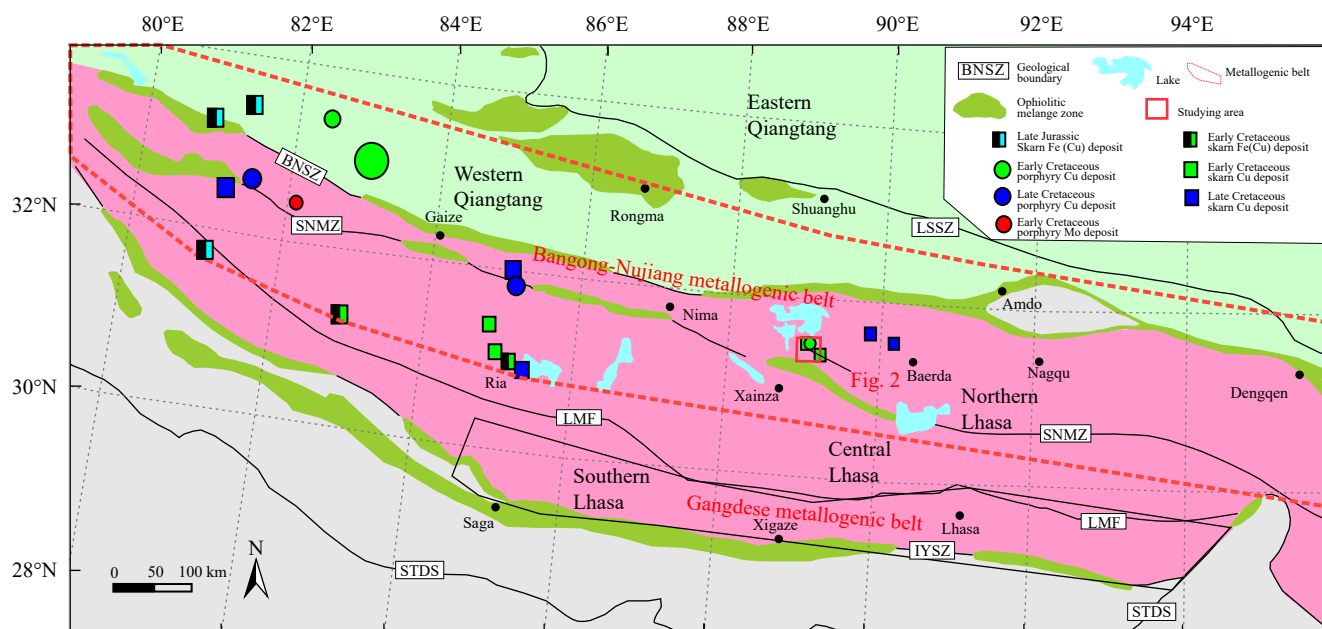 80°E 82°E 84°E 86°E 88°E 90°E 92°E 94°E
32°N
30°N
28°N
BNSZ
Geological
boundary
Lake
Metallogenic belt
Ophiolitic
melange zone
Studying area
Late Jurassic
Skarn Fe (Cu) deposit
Early Cretaceous
skarn Fe(Cu) deposit
Early Cretaceous
porphyry Cu deposit
Early Cretaceous
skarn Cu deposit
Late Cretaceous
porphyry Cu deposit
Late Cretaceous
skarn Cu deposit
Early Cretaceous
porphyry Mo deposit
Eastern
Qiangtang
Western
Qiangtang
BNSZ
SNMZ
Gaize
Rongma
Shuanghu
LSSZ
Bangong-Nujiang metallogenic belt
Nima
Amdo
Ria
Xainza
Fig. 2
Baerda
Nagqu
Dengqen
Northern
Lhasa
LMF
SNMZ
Central
Lhasa
Southern
Lhasa
Gangdese metallogenic belt
Saga
Xigaze
Lhasa
LMF
IYSZ
STDS
STDS
N
0 50 100 km